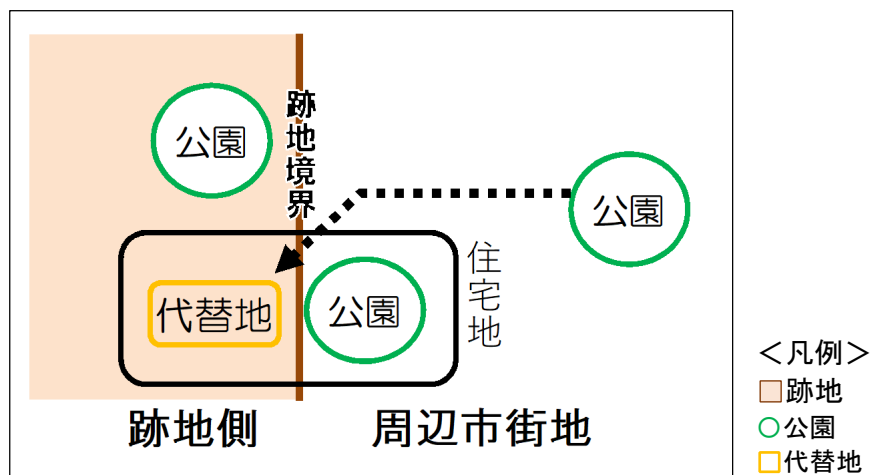 公園
跡地境界
公園
住宅地
代替地
公園
跡地側
周辺市街地
＜凡例＞
跡地
公園
代替地